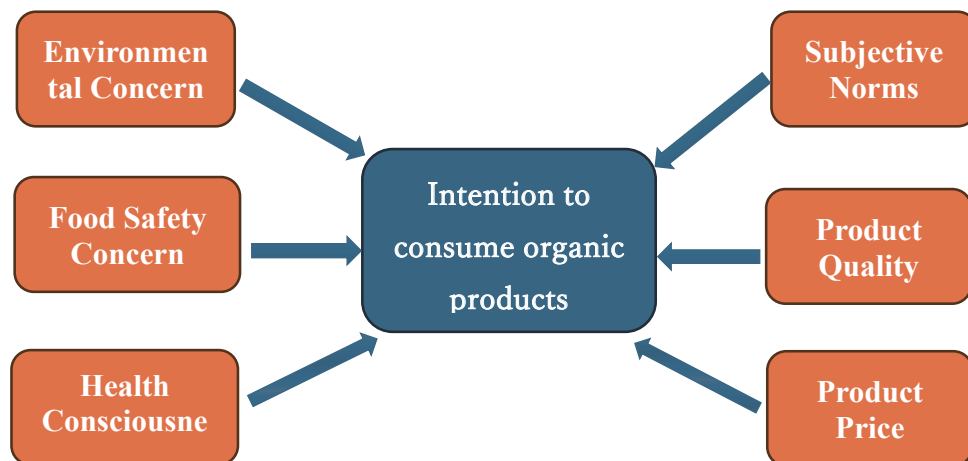 Environmen
tal Concern
Food Safety
Concern
Health
Consciousne
Intention to
consume organic
products
Subjective
Norms
Product
Quality
Product
Price